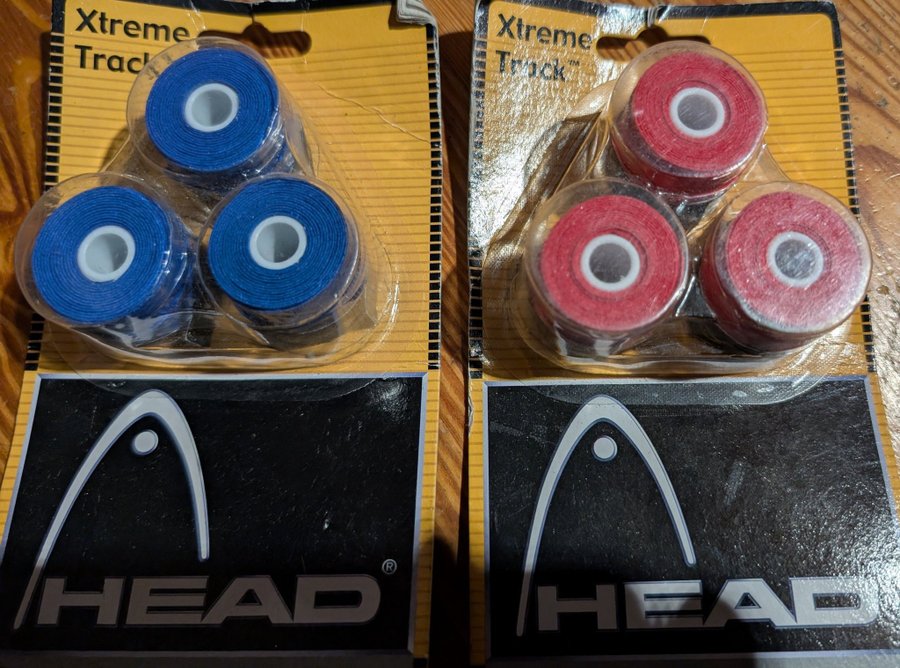 Xtreme
Track
Xtreme
Track™
HEAD®
HEAD